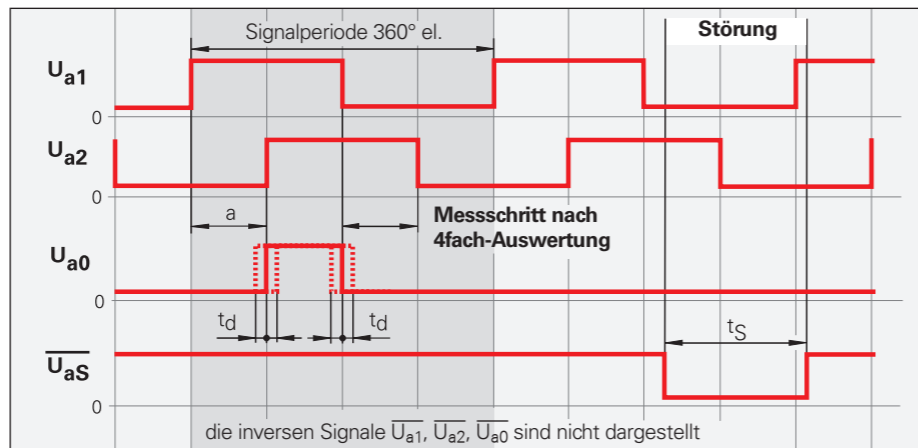 Signalperiode 360° el.
Störung
Ua1
0
Ua2
0
a
Messschritt nach
4fach-Auswertung
Ua0
0
td
td
tS
U̅a̅S̅
0
die inversen Signale U̅a̅1̅, U̅a̅2̅, U̅a̅0̅ sind nicht dargestellt